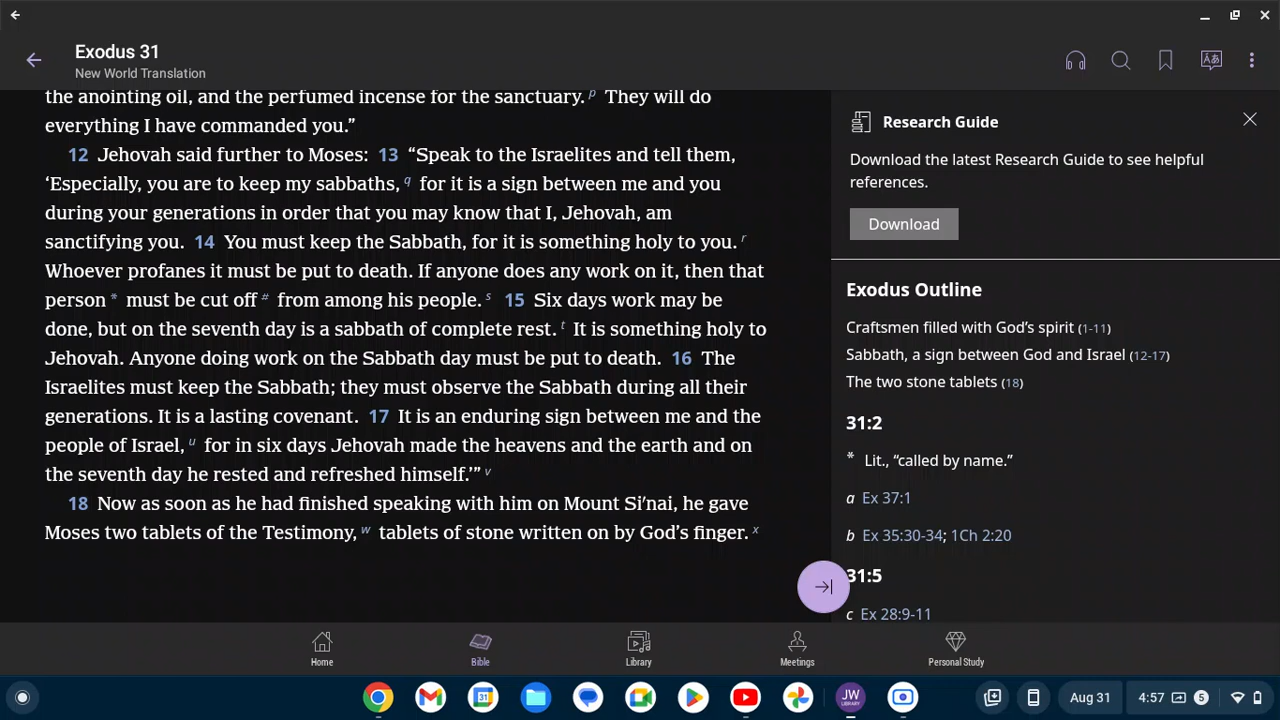 Exodus 31
New World Translation
the anointing oil, and the perfumed incense for the sanctuary. p They will do
everything I have commanded you.”
12 Jehovah said further to Moses: 13 “Speak to the Israelites and tell them,
‘Especially, you are to keep my sabbaths, q for it is a sign between me and you
during your generations in order that you may know that I, Jehovah, am
sanctifying you. 14 You must keep the Sabbath, for it is something holy to you. r
Whoever profanes it must be put to death. If anyone does any work on it, then that
person * must be cut off # from among his people. s 15 Six days work may be
done, but on the seventh day is a sabbath of complete rest. t It is something holy to
Jehovah. Anyone doing work on the Sabbath day must be put to death. 16 The
Israelites must keep the Sabbath; they must observe the Sabbath during all their
generations. It is a lasting covenant. 17 It is an enduring sign between me and the
people of Israel, u for in six days Jehovah made the heavens and the earth and on
the seventh day he rested and refreshed himself.’” v
18 Now as soon as he had finished speaking with him on Mount Siʹnai, he gave
Moses two tablets of the Testimony, w tablets of stone written on by God’s finger. x
Research Guide
Download the latest Research Guide to see helpful
references.
Download
Exodus Outline
Craftsmen filled with God’s spirit (1-11)
Sabbath, a sign between God and Israel (12-17)
The two stone tablets (18)
31:2
* Lit., “called by name.”
a Ex 37:1
b Ex 35:30-34; 1Ch 2:20
31:5
c Ex 28:9-11
Home
Bible
Library
Meetings
Personal Study
31
JW
LIBRARY
Aug 31
4:57
5